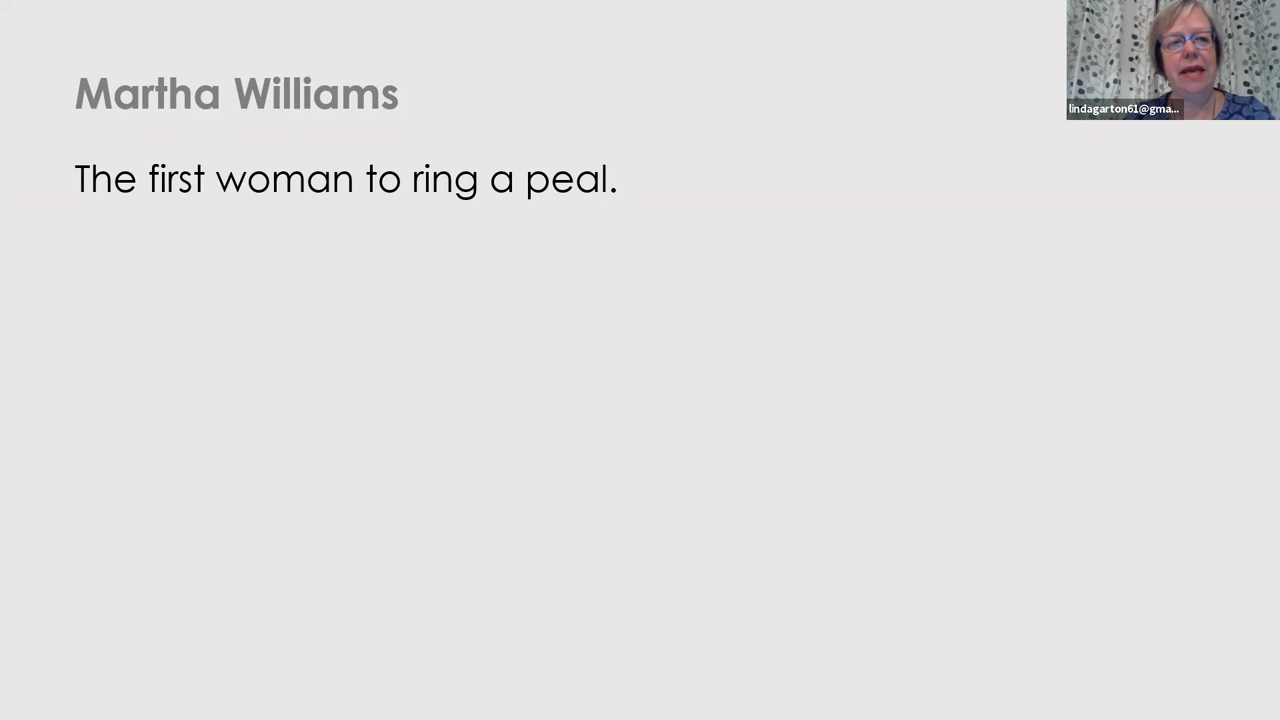 Martha Williams
The first woman to ring a peal.
lindagarton61@gma...